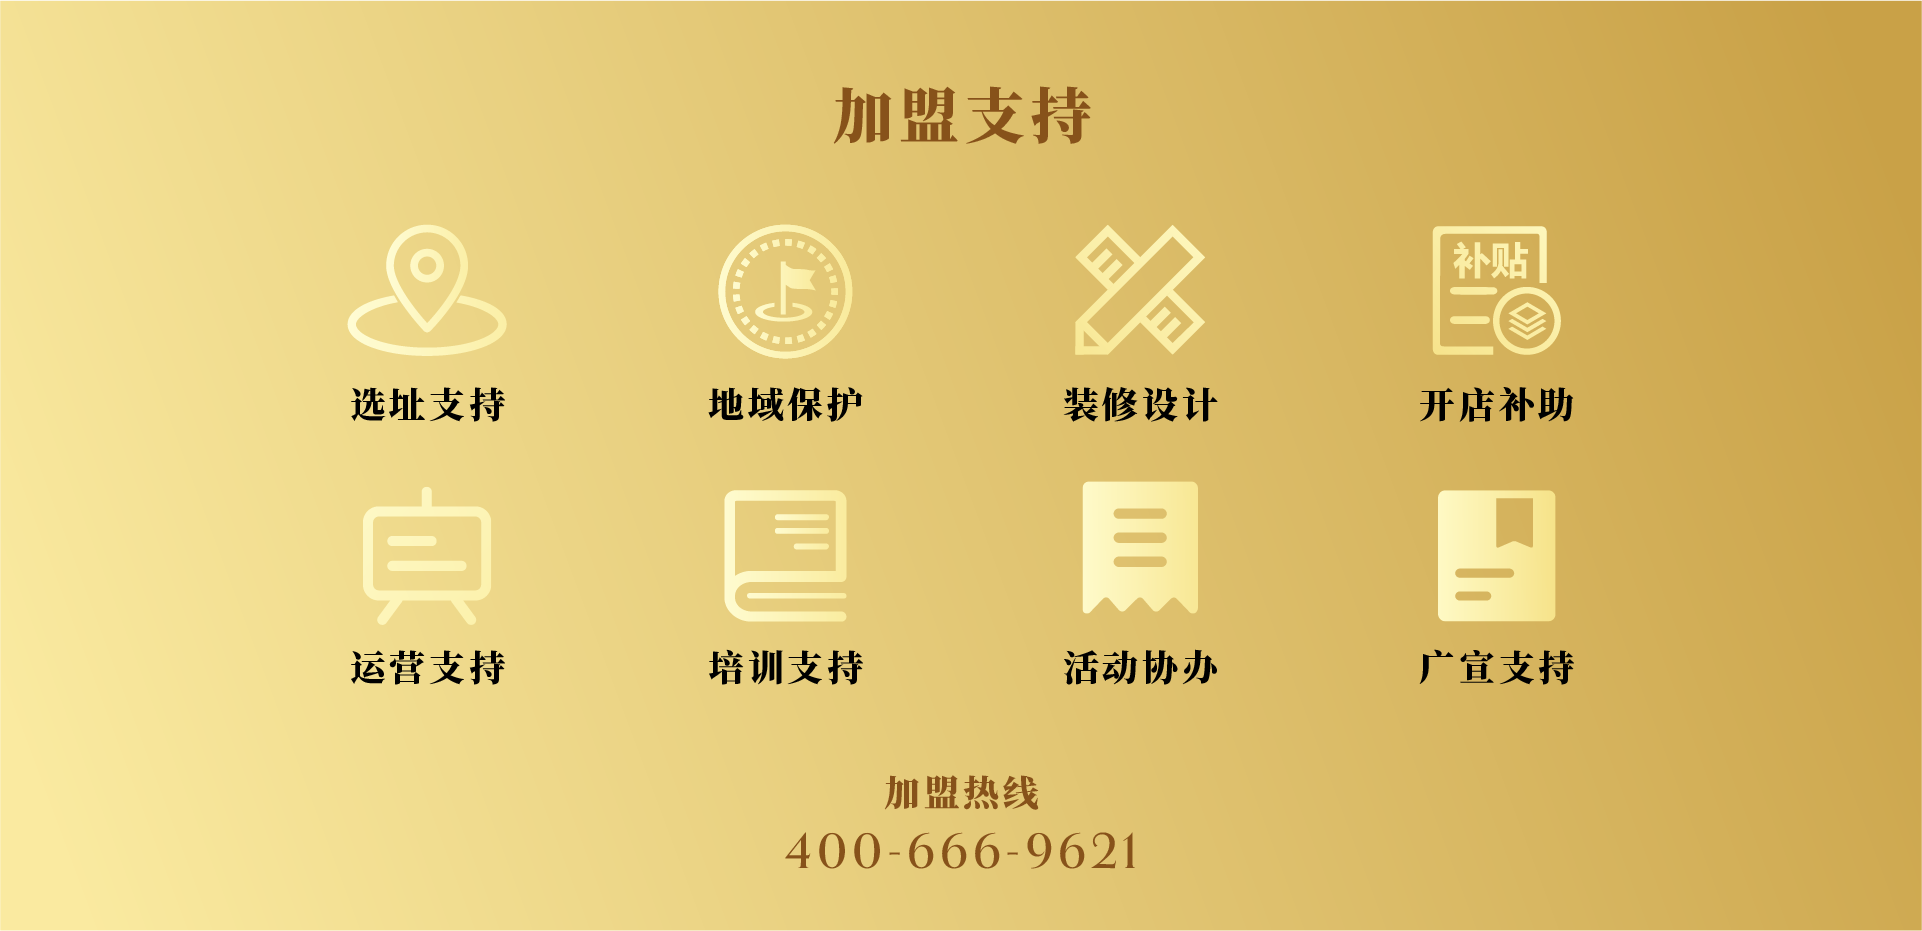 加盟支持
补贴
选址支持 地域保护 装修设计 开店补助
运营支持 培训支持 活动协办 广宣支持
加盟热线
400-666-9621